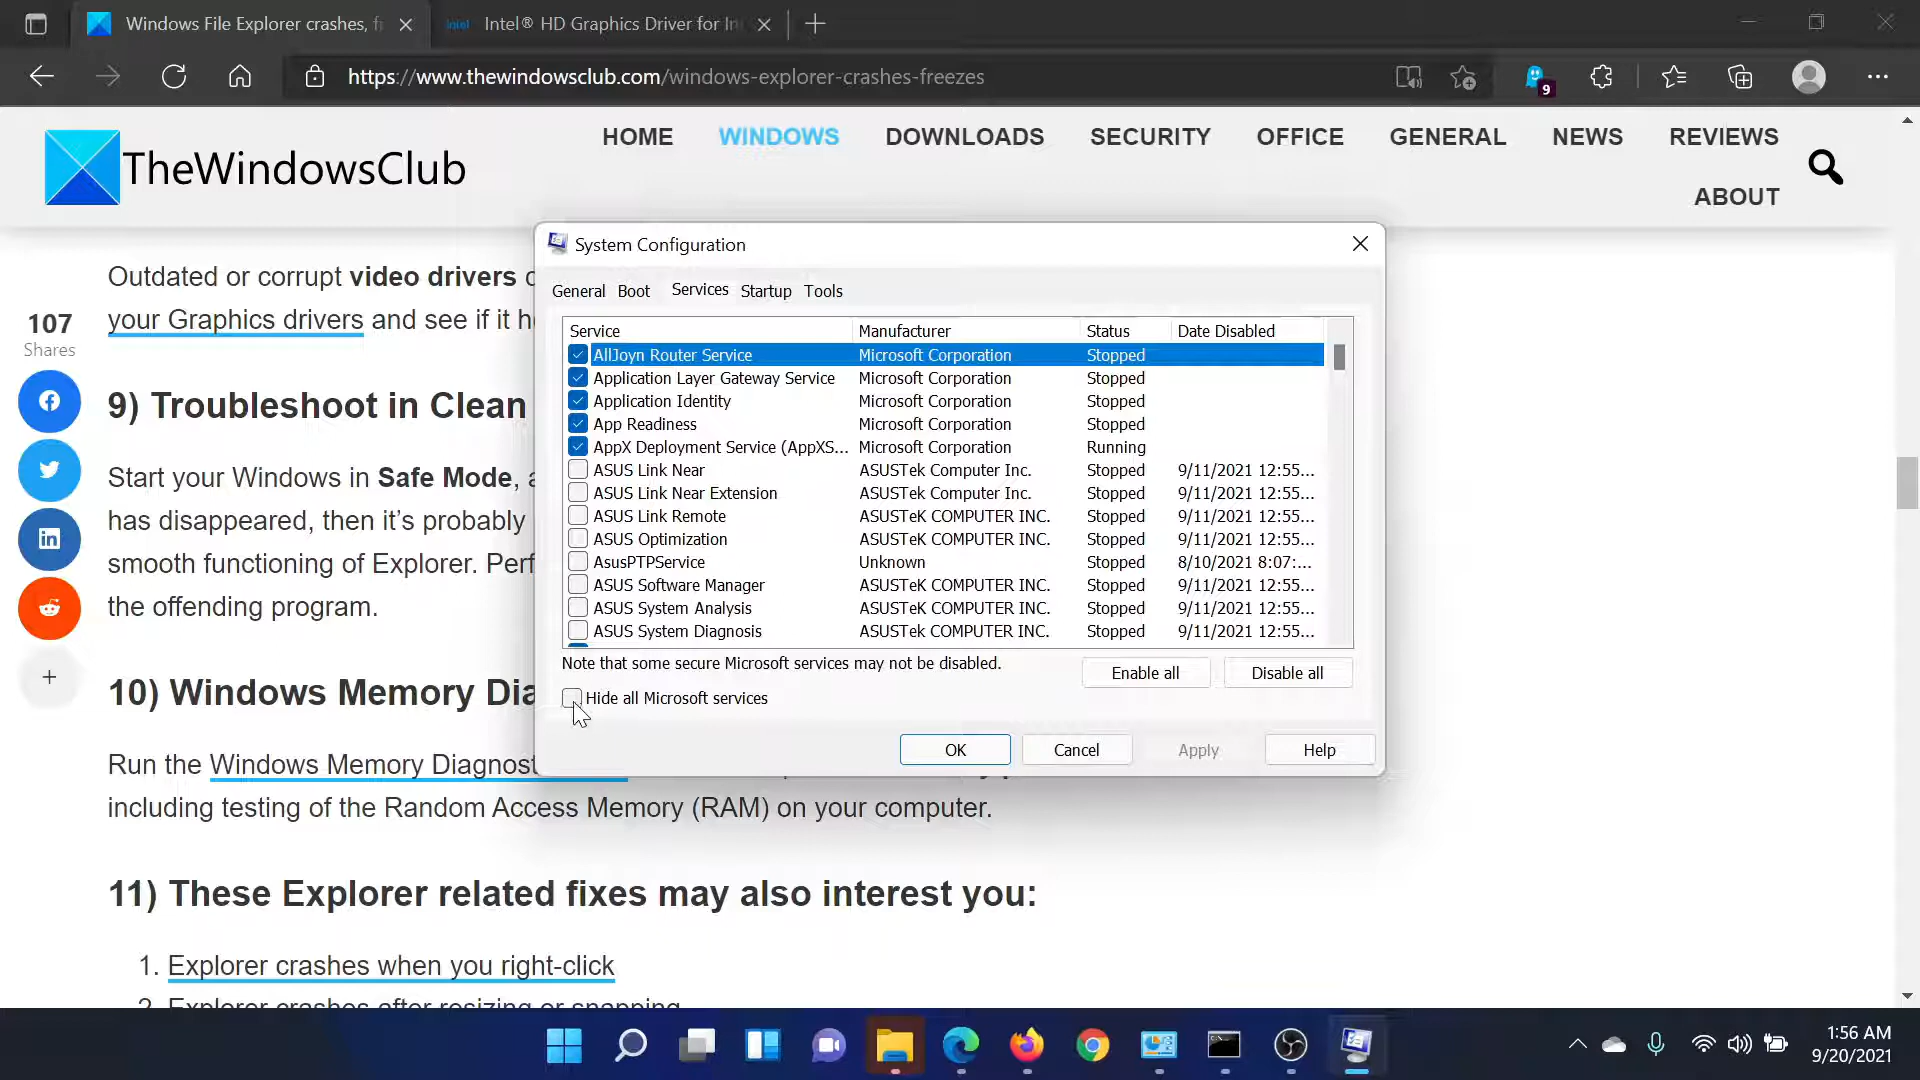 Windows File Explorer crashes, f
intel Intel® HD Graphics Driver for In
https://www.thewindowsclub.com/windows-explorer-crashes-freezes
9
TheWindowsClub
HOME WINDOWS DOWNLOADS SECURITY OFFICE GENERAL NEWS REVIEWS
ABOUT
107
Shares
Outdated or corrupt video drivers
your Graphics drivers and see if it
9) Troubleshoot in Clean
Start your Windows in Safe Mode,
has disappeared, then it's probably
smooth functioning of Explorer. Perf
the offending program.
10) Windows Memory Dia
Run the Windows Memory Diagnost
including testing of the Random Access Memory (RAM) on your computer.
11) These Explorer related fixes may also interest you:
1. Explorer crashes when you right-click
2. Explorer crashes after resizing or snapping
System Configuration
General Boot Services Startup Tools
Service Manufacturer Status Date Disabled
AllJoyn Router Service Microsoft Corporation Stopped
Application Layer Gateway Service Microsoft Corporation Stopped
Application Identity Microsoft Corporation Stopped
App Readiness Microsoft Corporation Stopped
AppX Deployment Service (AppXS... Microsoft Corporation Running
ASUS Link Near ASUSTek Computer Inc. Stopped 9/11/2021 12:55...
ASUS Link Near Extension ASUSTek Computer Inc. Stopped 9/11/2021 12:55...
ASUS Link Remote ASUSTeK COMPUTER INC. Stopped 9/11/2021 12:55...
ASUS Optimization ASUSTeK COMPUTER INC. Stopped 9/11/2021 12:55...
AsusPTPService Unknown Stopped 8/10/2021 8:07:...
ASUS Software Manager ASUSTeK COMPUTER INC. Stopped 9/11/2021 12:55...
ASUS System Analysis ASUSTeK COMPUTER INC. Stopped 9/11/2021 12:55...
ASUS System Diagnosis ASUSTek COMPUTER INC. Stopped 9/11/2021 12:55...
Note that some secure Microsoft services may not be disabled.
Enable all Disable all
Hide all Microsoft services
OK Cancel Apply Help
1:56 AM
9/20/2021